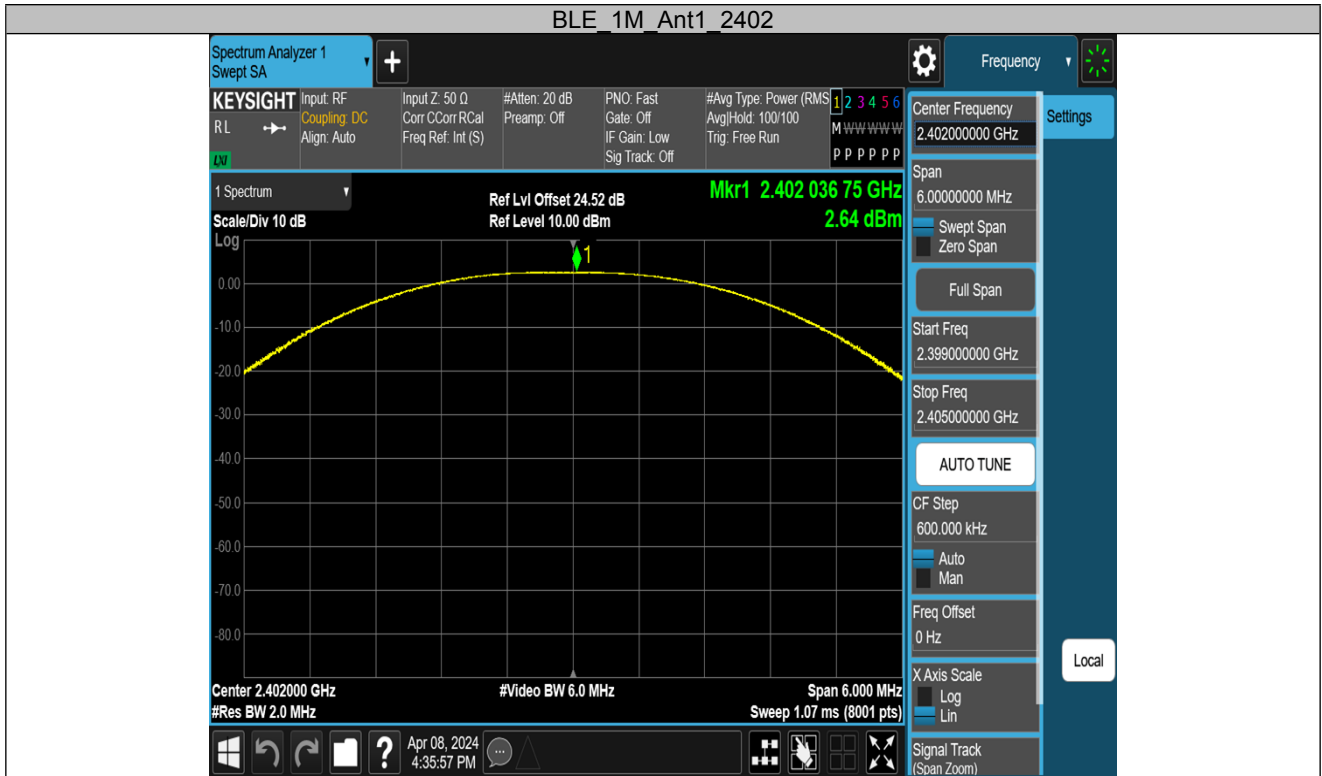 BLE_1M_Ant1_2402
Spectrum Analyzer 1
Swept SA
Frequency
KEYSIGHT
RL
LXI
Input: RF
Coupling: DC
Align: Auto
Input Z: 50 Ω
Corr CCorr RCal
Freq Ref: Int (S)
#Atten: 20 dB
Preamp: Off
PNO: Fast
Gate: Off
IF Gain: Low
Sig Track: Off
#Avg Type: Power (RMS
Avg|Hold: 100/100
Trig: Free Run
1 2 3 4 5 6
M W W W W W
P P P P P P
1 Spectrum
Scale/Div 10 dB
Log
Ref Lvl Offset 24.52 dB
Ref Level 10.00 dBm
Mkr1 2.402 036 75 GHz
2.64 dBm
1
0.00
-10.0
-20.0
-30.0
-40.0
-50.0
-60.0
-70.0
-80.0
Center 2.402000 GHz
#Res BW 2.0 MHz
#Video BW 6.0 MHz
Span 6.000 MHz
Sweep 1.07 ms (8001 pts)
Center Frequency
2.402000000 GHz
Span
6.00000000 MHz
Swept Span
Zero Span
Full Span
Start Freq
2.399000000 GHz
Stop Freq
2.405000000 GHz
AUTO TUNE
CF Step
600.000 kHz
Auto
Man
Freq Offset
0 Hz
X Axis Scale
Log
Lin
Signal Track
(Span Zoom)
Settings
Local
?
Apr 08, 2024
4:35:57 PM